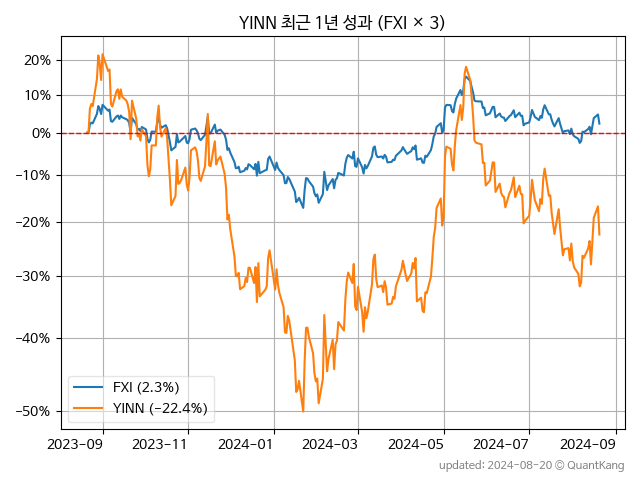 YINN 최근 1년 성과 (FXI × 3)
20%
10%
0%
−10%
−20%
−30%
−40%
−50%
FXI (2.3%)
YINN (−22.4%)
2023-09 2023-11 2024-01 2024-03 2024-05 2024-07 2024-09
updated: 2024-08-20 © QuantKang